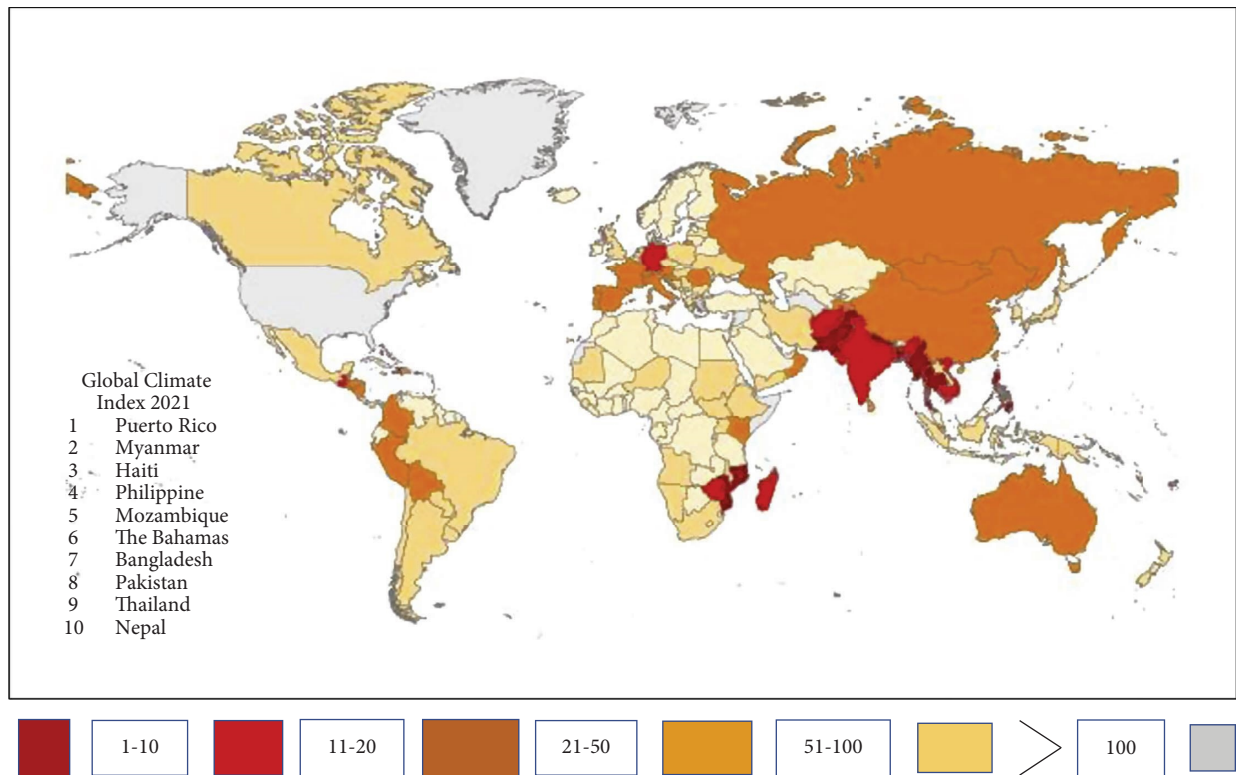 Global Climate
Index 2021
1 Puerto Rico
2 Myanmar
3 Haiti
4 Philippine
5 Mozambique
6 The Bahamas
7 Bangladesh
8 Pakistan
9 Thailand
10 Nepal
1-10 11-20 21-50 51-100 > 100